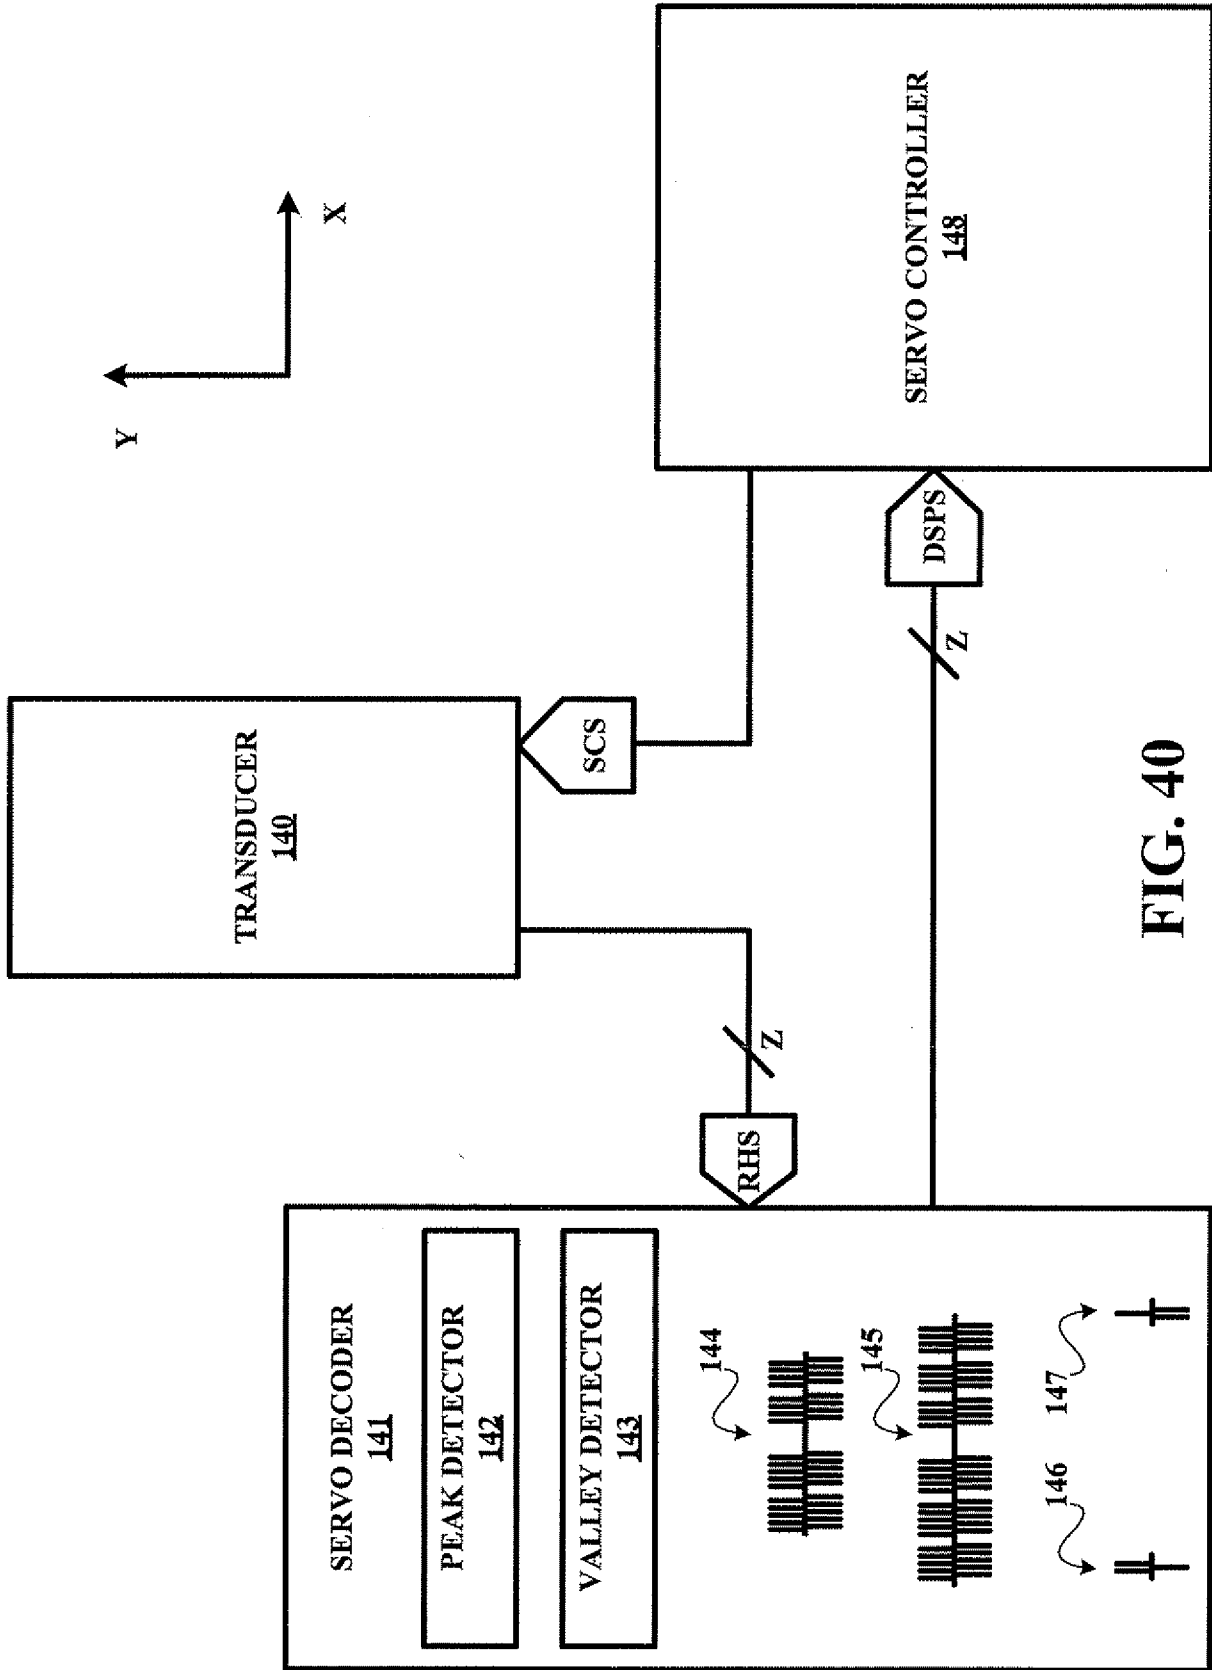 TRANSDUCER
140
Y
X
SERVO DECODER
141
PEAK DETECTOR
142
VALLEY DETECTOR
143
144
145
146
147
RHS
Z
SCS
Z
DSPS
SERVO CONTROLLER
148
FIG. 40